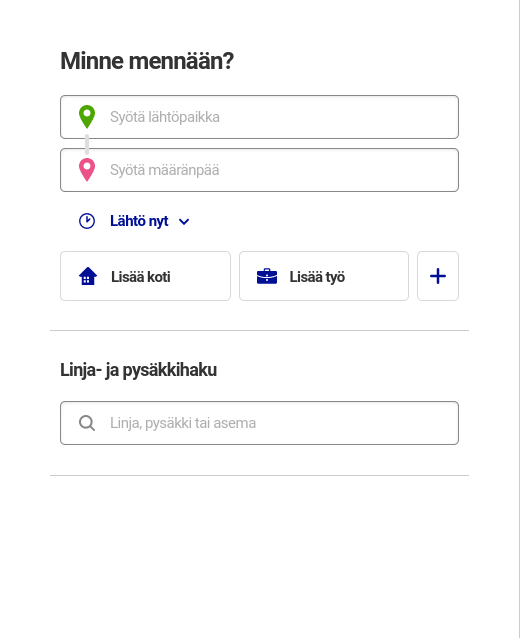 Minne mennään?
Syötä lähtöpaikka
Syötä määränpää
Lähtö nyt
Lisää koti
Lisää työ
Linja- ja pysäkkihaku
Linja, pysäkki tai asema